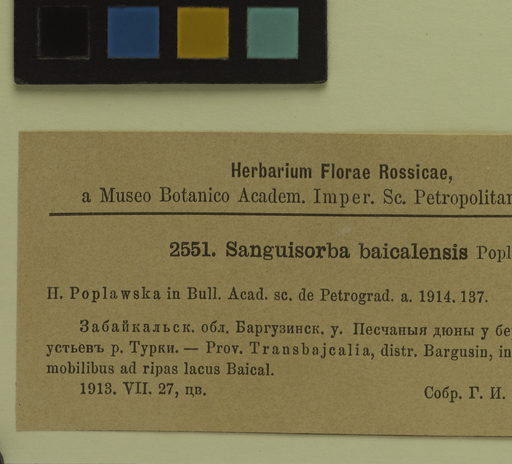 Herbarium Florae Rossicae,
a Museo Botanico Academ. Imper. Sc. Petropolitan
2551. Sanguisorba baicalensis Popl
H. Poplawska in Bull. Acad. sc. de Petrograd. a. 1914. 137.
Забайкальск. обл. Баргузинск. у. Песчаныя дюны у бе
устьевъ р. Турки. — Prov. Transbajcalia, distr. Bargusin, in
mobilibus ad ripas lacus Baical.
1913. VII. 27, цв. Собр. Г. И.